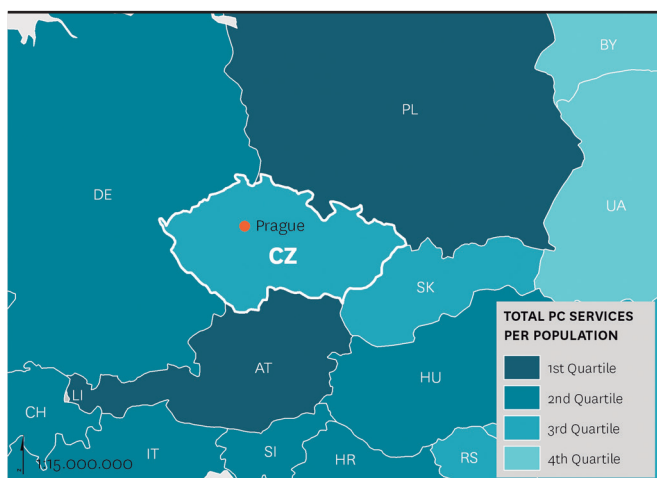 BY
PL
DE
UA
Prague
CZ
SK
TOTAL PC SERVICES
PER POPULATION
AT
1st Quartile
HU
LI
2nd Quartile
CH
3rd Quartile
IT
SI
HR
RS
4th Quartile
1:15.000.000